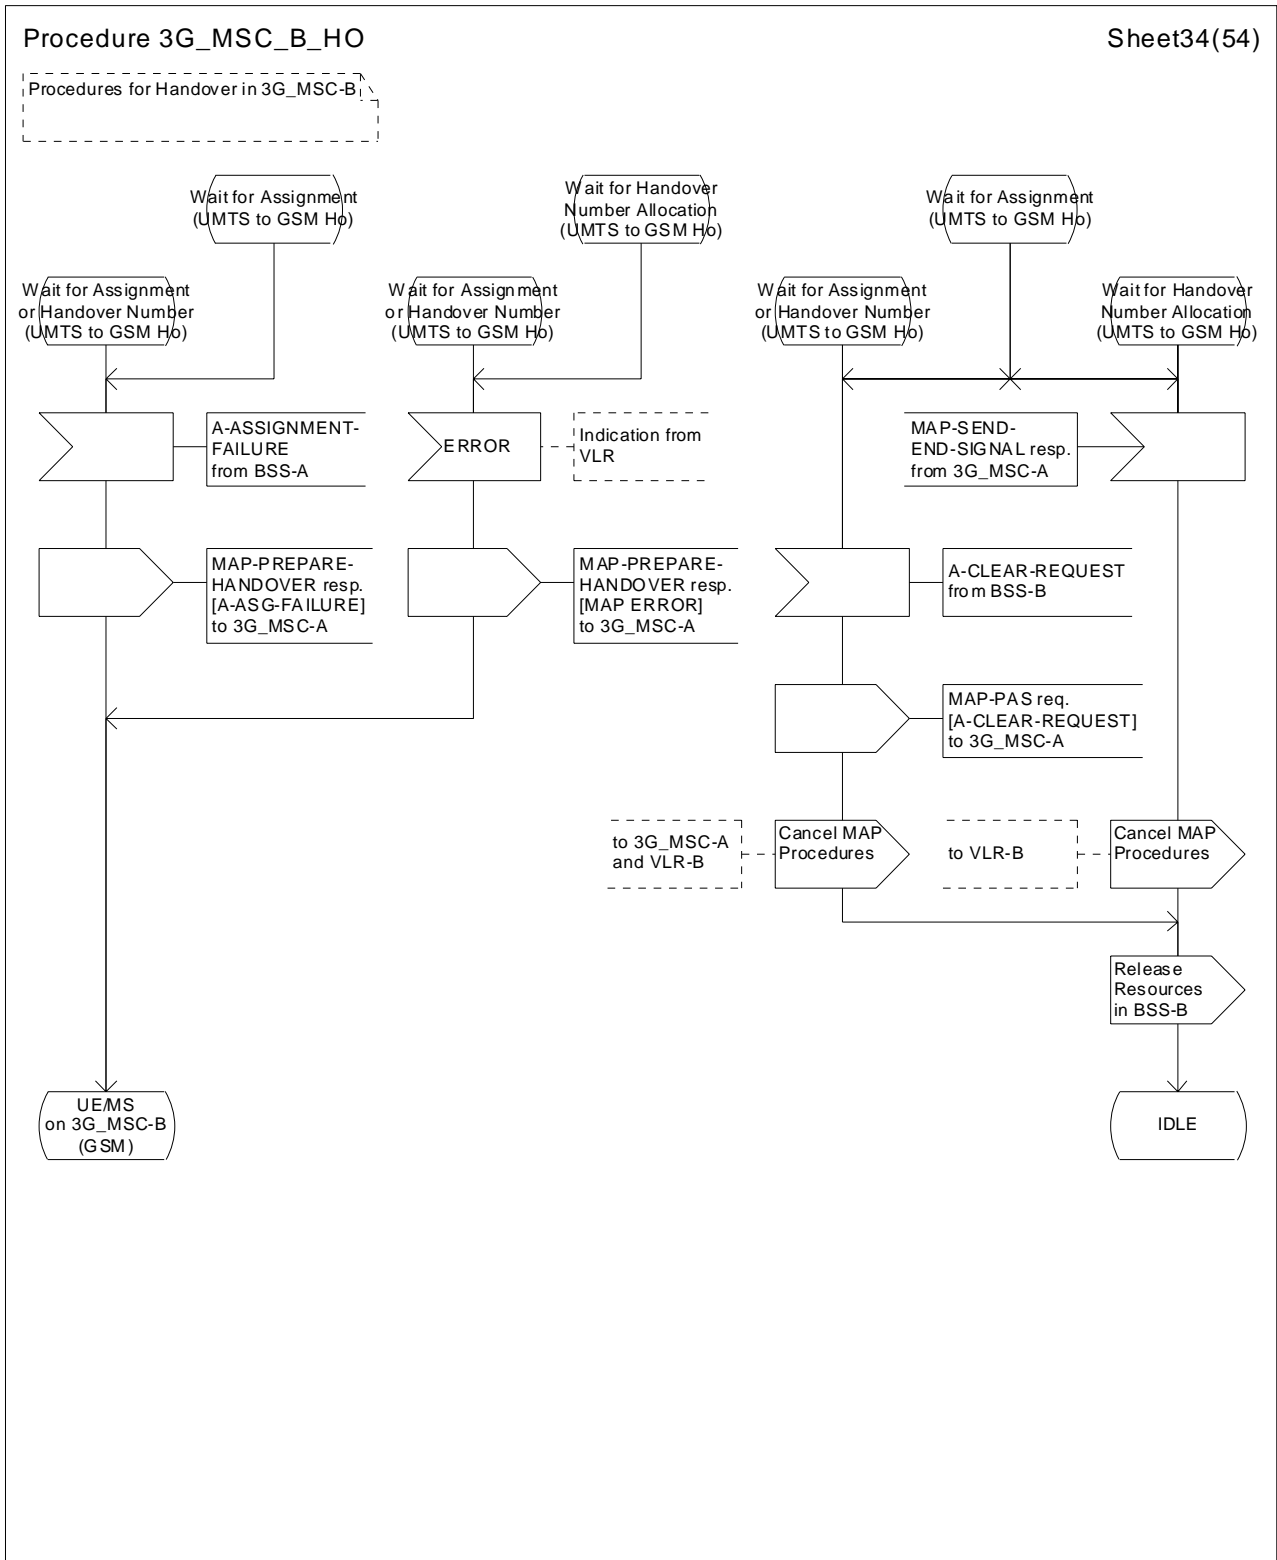 Procedure 3G_MSC_B_HO
Sheet34(54)
Procedures for Handover in 3G_MSC-B
Wait for Assignment
(UMTS to GSM Ho)
Wait for Handover
Number Allocation
(UMTS to GSM Ho)
Wait for Assignment
(UMTS to GSM Ho)
Wait for Assignment
or Handover Number
(UMTS to GSM Ho)
Wait for Assignment
or Handover Number
(UMTS to GSM Ho)
Wait for Assignment
or Handover Number
(UMTS to GSM Ho)
Wait for Handover
Number Allocation
(UMTS to GSM Ho)
A-ASSIGNMENT-
FAILURE
from BSS-A
ERROR
Indication from
VLR
MAP-SEND-
END-SIGNAL resp.
from 3G_MSC-A
MAP-PREPARE-
HANDOVER resp.
[A-ASG-FAILURE]
to 3G_MSC-A
MAP-PREPARE-
HANDOVER resp.
[MAP ERROR]
to 3G_MSC-A
A-CLEAR-REQUEST
from BSS-B
MAP-PAS req.
[A-CLEAR-REQUEST]
to 3G_MSC-A
to 3G_MSC-A
and VLR-B
Cancel MAP
Procedures
to VLR-B
Cancel MAP
Procedures
Release
Resources
in BSS-B
UE/MS
on 3G_MSC-B
(GSM)
IDLE